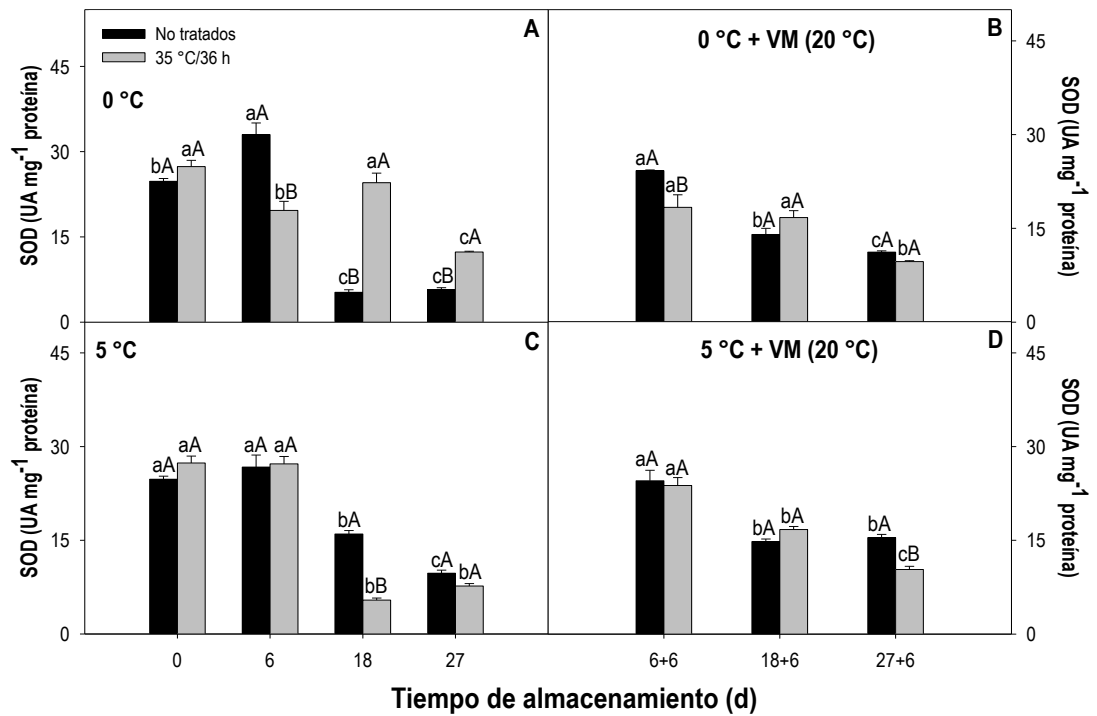 No tratados
35 °C/36 h
A
0 °C
SOD (UA mg-1 proteína)
45
30
15
0
bA
aA
aA
bB
cB
aA
cB
cA
0 °C + VM (20 °C)
B
SOD (UA mg-1 proteína)
45
30
15
0
aA
aB
bA
aA
cA
bA
5 °C
C
SOD (UA mg-1 proteína)
45
30
15
0
aA
aA
aA
aA
bA
bB
cA
bA
0
6
18
27
5 °C + VM (20 °C)
D
SOD (UA mg-1 proteína)
45
30
15
0
aA
aA
bA
bA
bA
cB
6+6
18+6
27+6
Tiempo de almacenamiento (d)